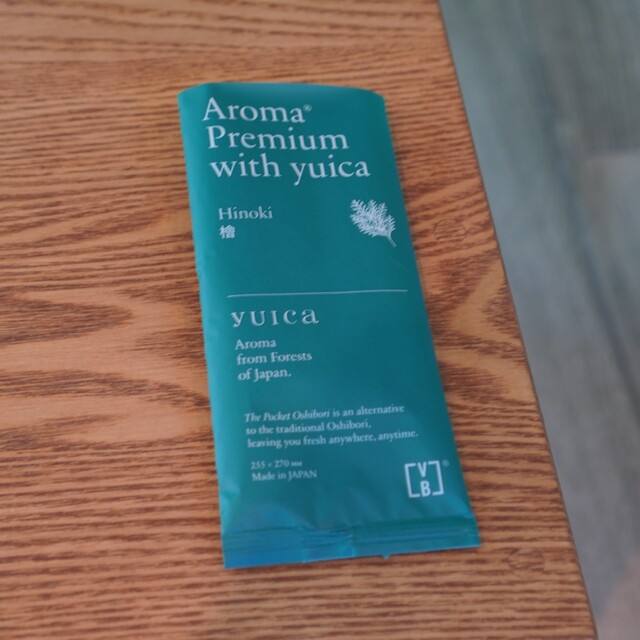 Aroma®
Premium
with yuica
Hinoki
檜
yuica
Aroma
from Forests
of Japan.
The Pocket Oshibori is an alternative
to the traditional Oshibori,
leaving you fresh anywhere, anytime.
255 × 270 MM
Made in JAPAN
VB®